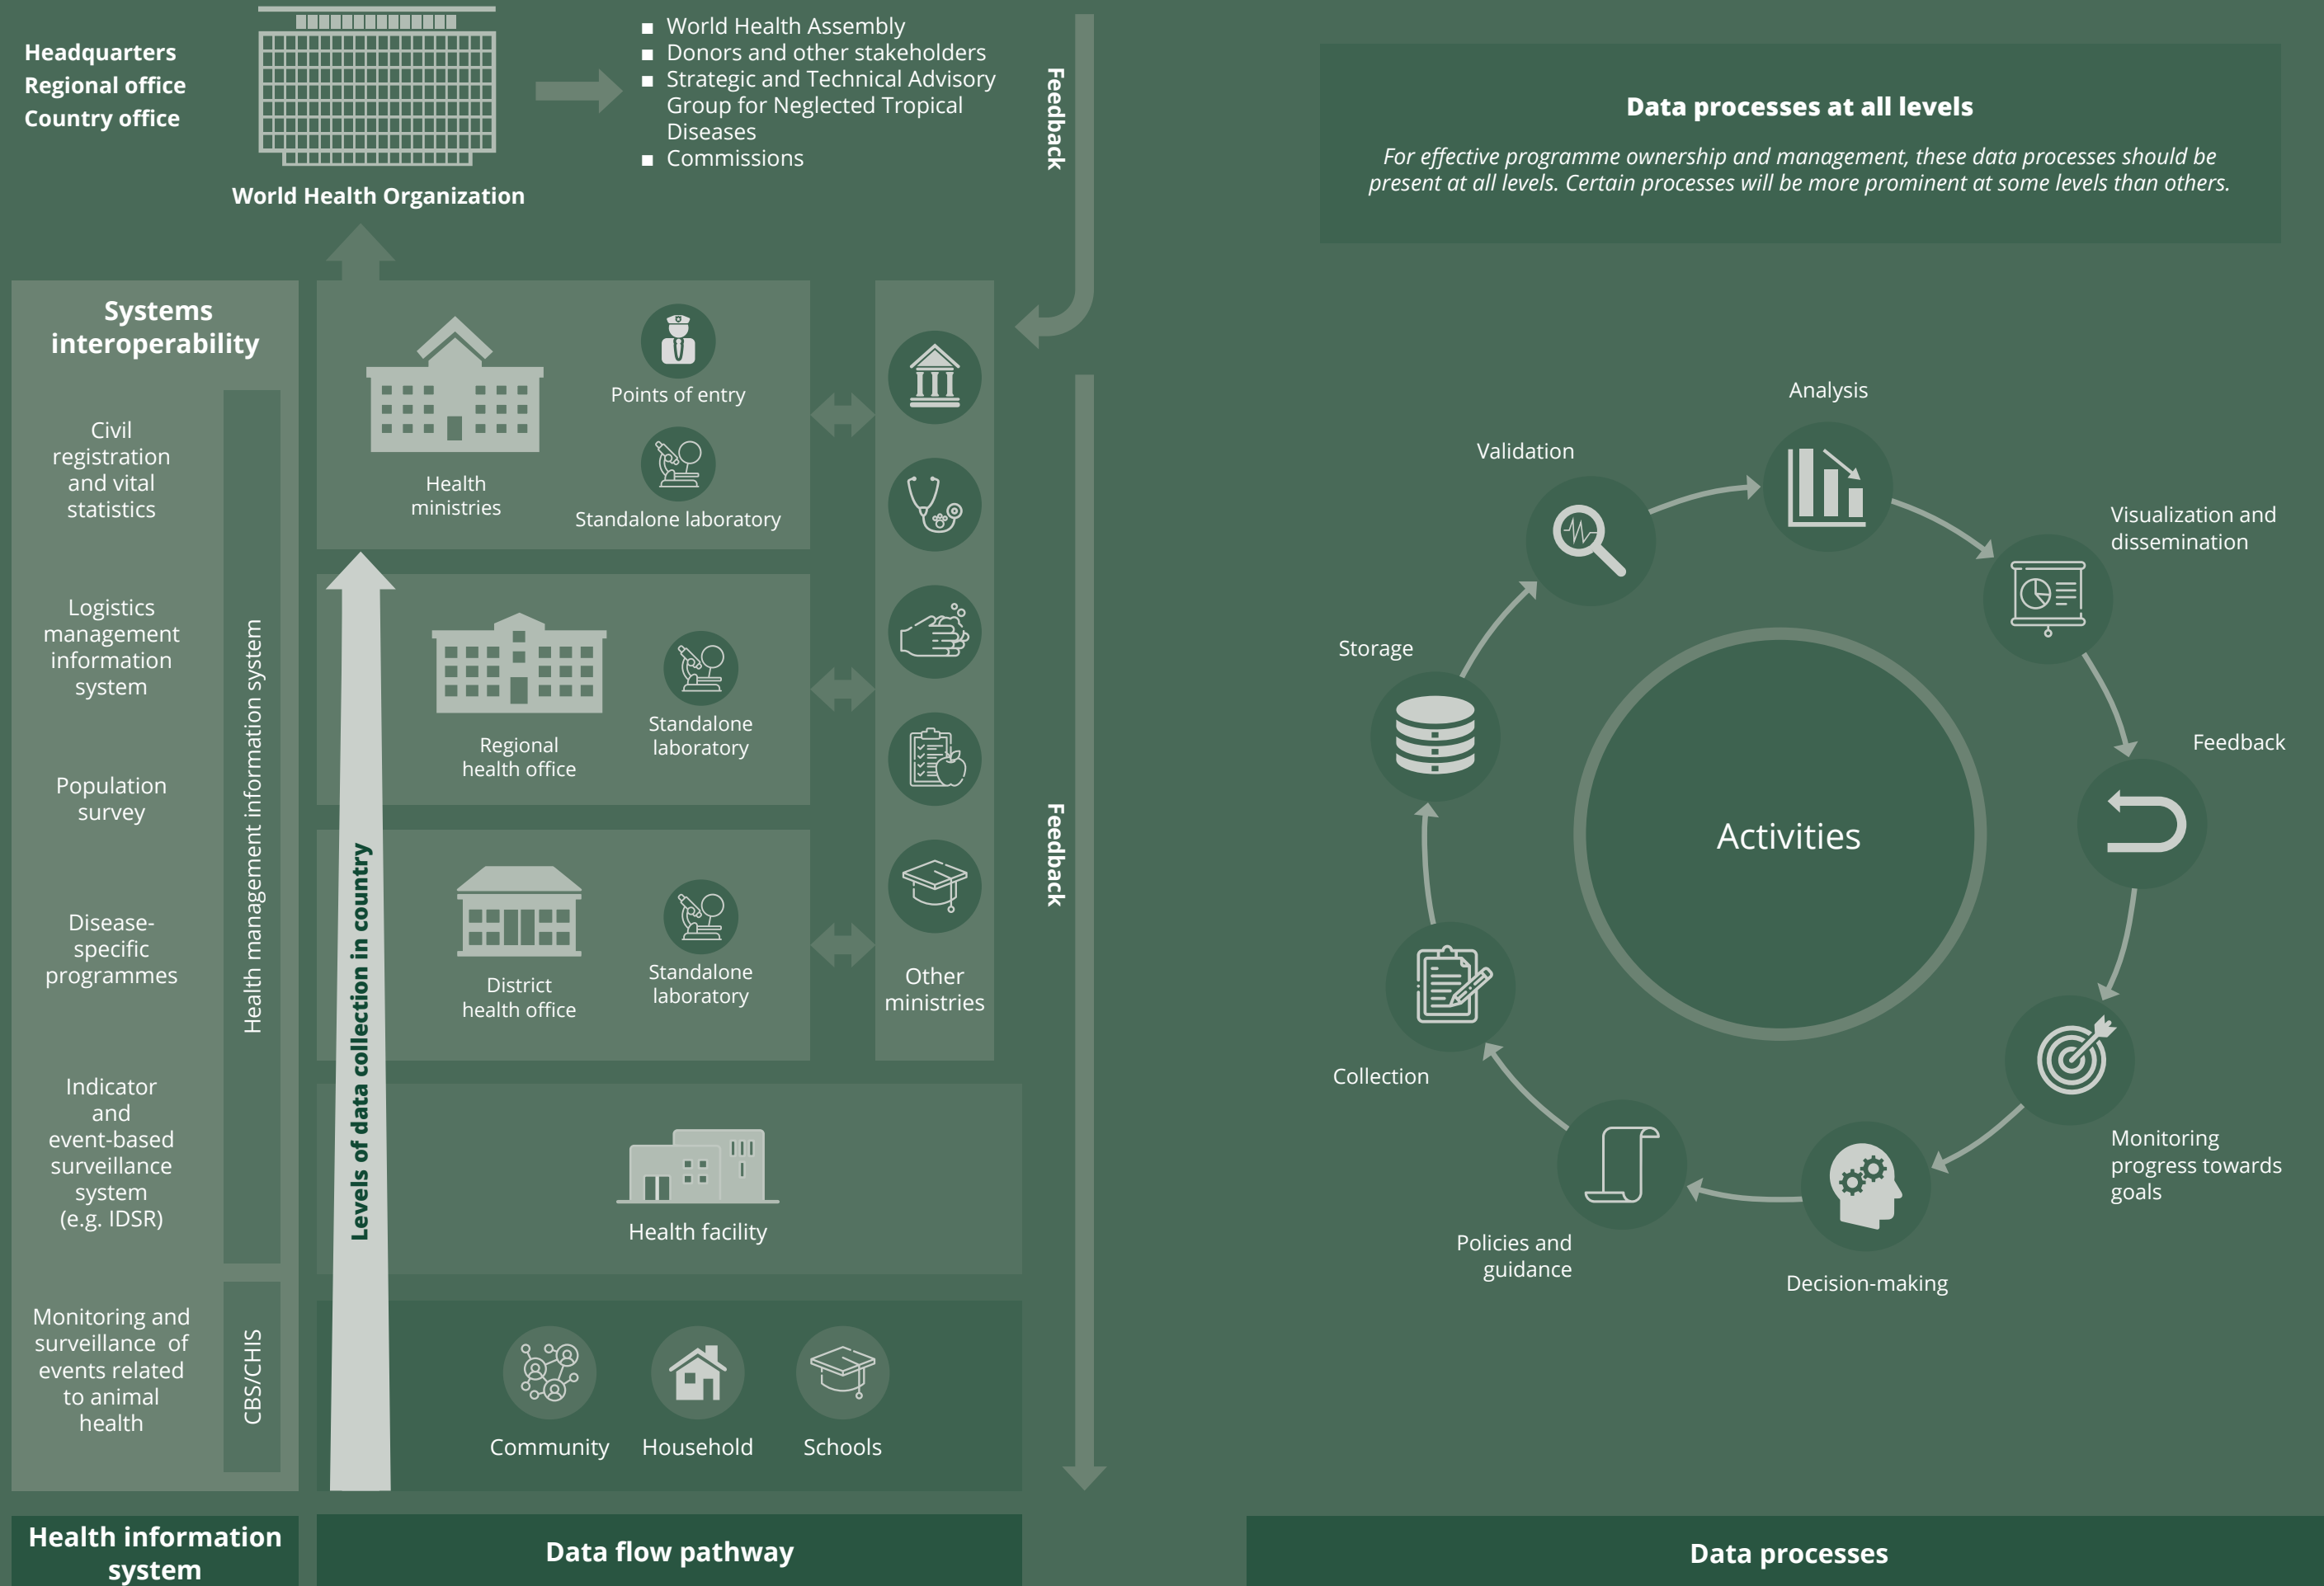 Headquarters
Regional office
Country office
World Health Organization
■ World Health Assembly
■ Donors and other stakeholders
■ Strategic and Technical Advisory
Group for Neglected Tropical
Diseases
■ Commissions
Feedback
Systems
interoperability
Civil
registration
and vital
statistics
Logistics
management
information
system
Population
survey
Disease-
specific
programmes
Indicator
and
event-based
surveillance
system
(e.g. IDSR)
Monitoring and
surveillance of
events related
to animal
health
Health management information system
CBS/CHIS
Levels of data collection in country
Health
ministries
Points of entry
Standalone laboratory
Regional
health office
Standalone
laboratory
District
health office
Standalone
laboratory
Other
ministries
Health facility
Community
Household
Schools
Feedback
Health information
system
Data flow pathway
Data processes at all levels
For effective programme ownership and management, these data processes should be
present at all levels. Certain processes will be more prominent at some levels than others.
Activities
Analysis
Visualization and
dissemination
Feedback
Monitoring
progress towards
goals
Decision-making
Policies and
guidance
Collection
Storage
Validation
Data processes